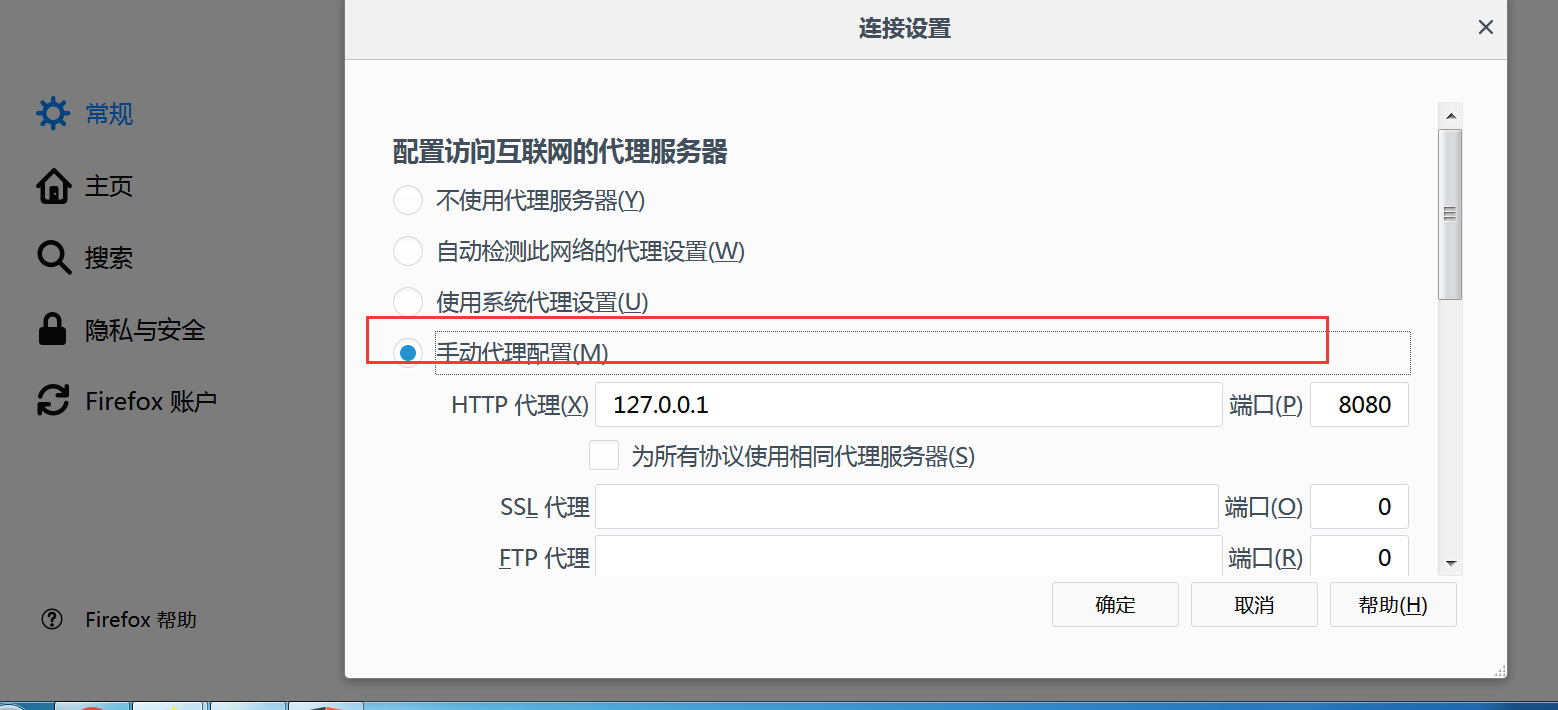 连接设置
常规
主页
搜索
隐私与安全
Firefox 账户
Firefox 帮助
配置访问互联网的代理服务器
不使用代理服务器(Y)
自动检测此网络的代理设置(W)
使用系统代理设置(U)
手动代理配置(M)
HTTP 代理(X) 127.0.0.1 端口(P) 8080
为所有协议使用相同代理服务器(S)
SSL 代理 端口(O) 0
FTP 代理 端口(R) 0
确定 取消 帮助(H)